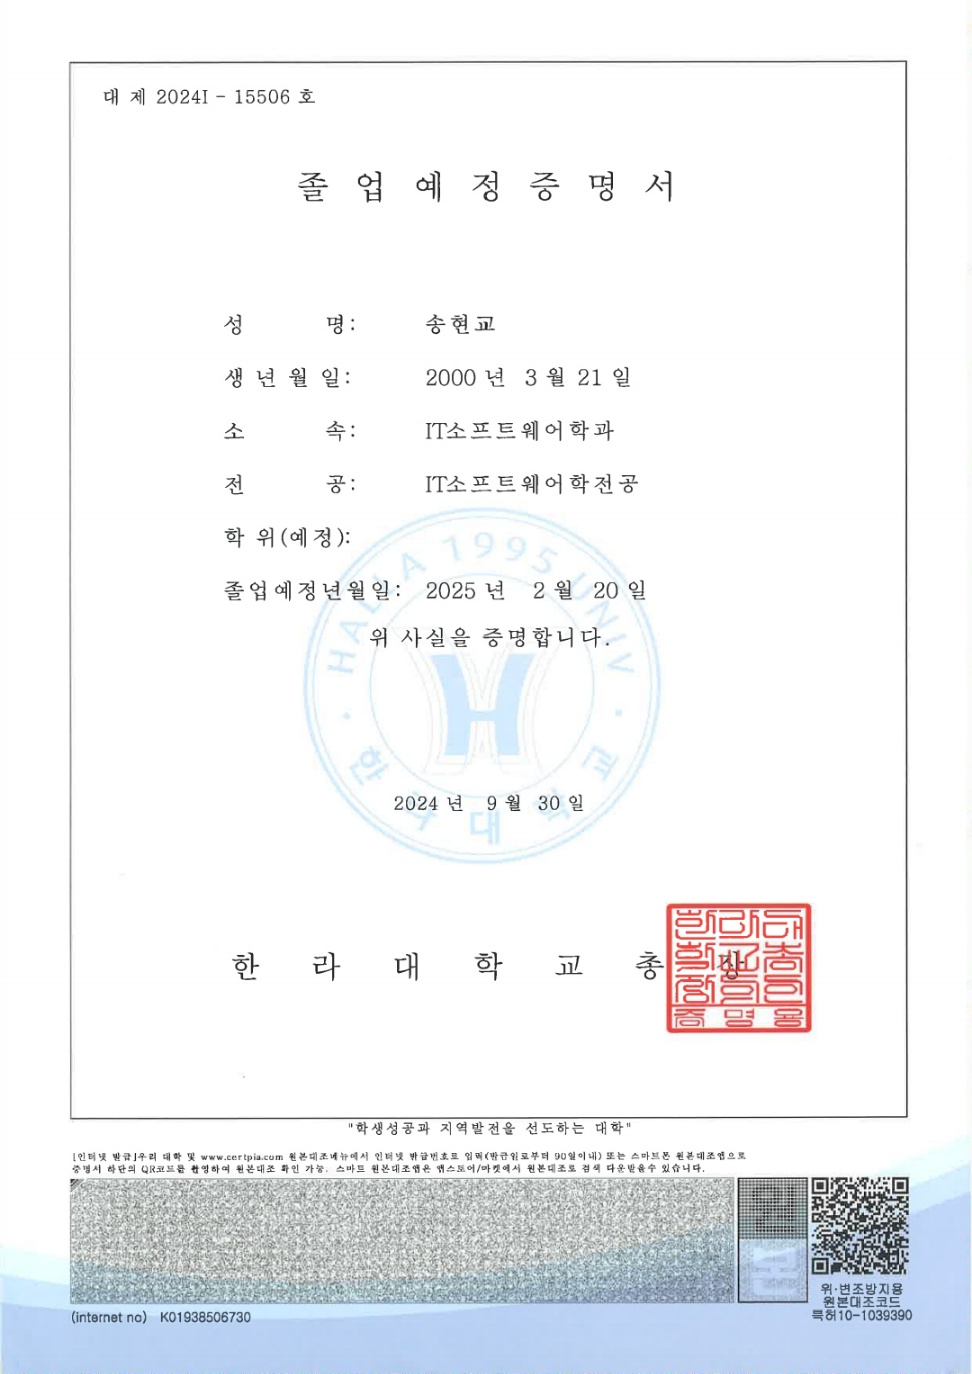 대 제 2024I - 15506 호
졸 업 예 정 증 명 서
성 명: 송현교
생 년 월 일: 2000 년 3 월 21 일
소 속: IT소프트웨어학과
전 공: IT소프트웨어학전공
학 위(예정):
졸업예정년월일: 2025 년 2 월 20 일
위 사실을 증명합니다.
HALLA 1995 UNIV
한 라 대 학 교
2024 년 9 월 30 일
한 라 대 학 교 총 장
증 명 용
"학생성공과 지역발전을 선도하는 대학"
[인터넷 발급]우리 대학 및 www.certpia.com 원본대조메뉴에서 인터넷 발급번호로 입력(발급일로부터 90일이내) 또는 스마트폰 원본대조앱으로
증명서 하단의 QR코드를 촬영하여 원본대조 확인 가능. 스마트 원본대조앱은 앱스토어/마켓에서 원본대조로 검색 다운받을수 있습니다.
위·변조방지용
원본대조코드
특허10-1039390
(internet no) K01938506730